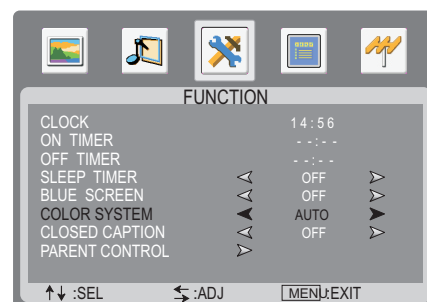 FUNCTION
CLOCK 14:56
ON TIMER --:--
OFF TIMER --:--
SLEEP TIMER OFF
BLUE SCREEN OFF
COLOR SYSTEM AUTO
CLOSED CAPTION OFF
PARENT CONTROL
:SEL :ADJ MENU:EXIT